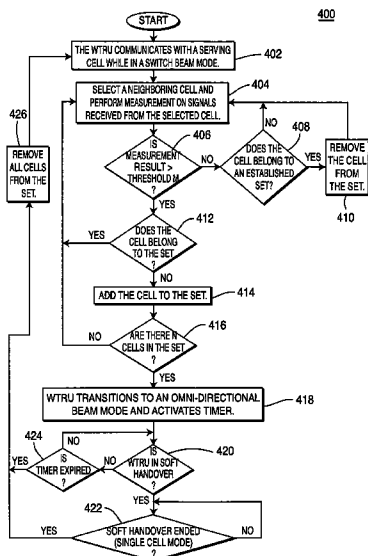 START
400
THE WTRU COMMUNICATES WITH A SERVING
CELL WHILE IN A SWITCH BEAM MODE.
402
SELECT A NEIGHBORING CELL AND
PERFORM MEASUREMENT ON SIGNALS
RECEIVED FROM THE SELECTED CELL.
404
426
REMOVE
ALL CELLS
FROM THE
SET.
406
IS
MEASUREMENT
RESULT >
THRESHOLD M
?
NO
YES
NO
408
DOES THE
CELL BELONG TO
AN ESTABLISHED
SET?
YES
REMOVE
THE CELL
FROM THE
SET.
410
412
DOES THE
CELL BELONG
TO THE SET
?
YES
NO
ADD THE CELL TO THE SET.
414
416
ARE THERE N
CELLS IN THE SET
?
NO
YES
WTRU TRANSITIONS TO AN OMNI-DIRECTIONAL
BEAM MODE AND ACTIVATES TIMER.
418
424
NO
IS
TIMER EXPIRED
?
YES
NO
420
IS
WTRU IN SOFT
HANDOVER
?
YES
422
SOFT HANDOVER ENDED
(SINGLE CELL MODE)
?
YES
NO